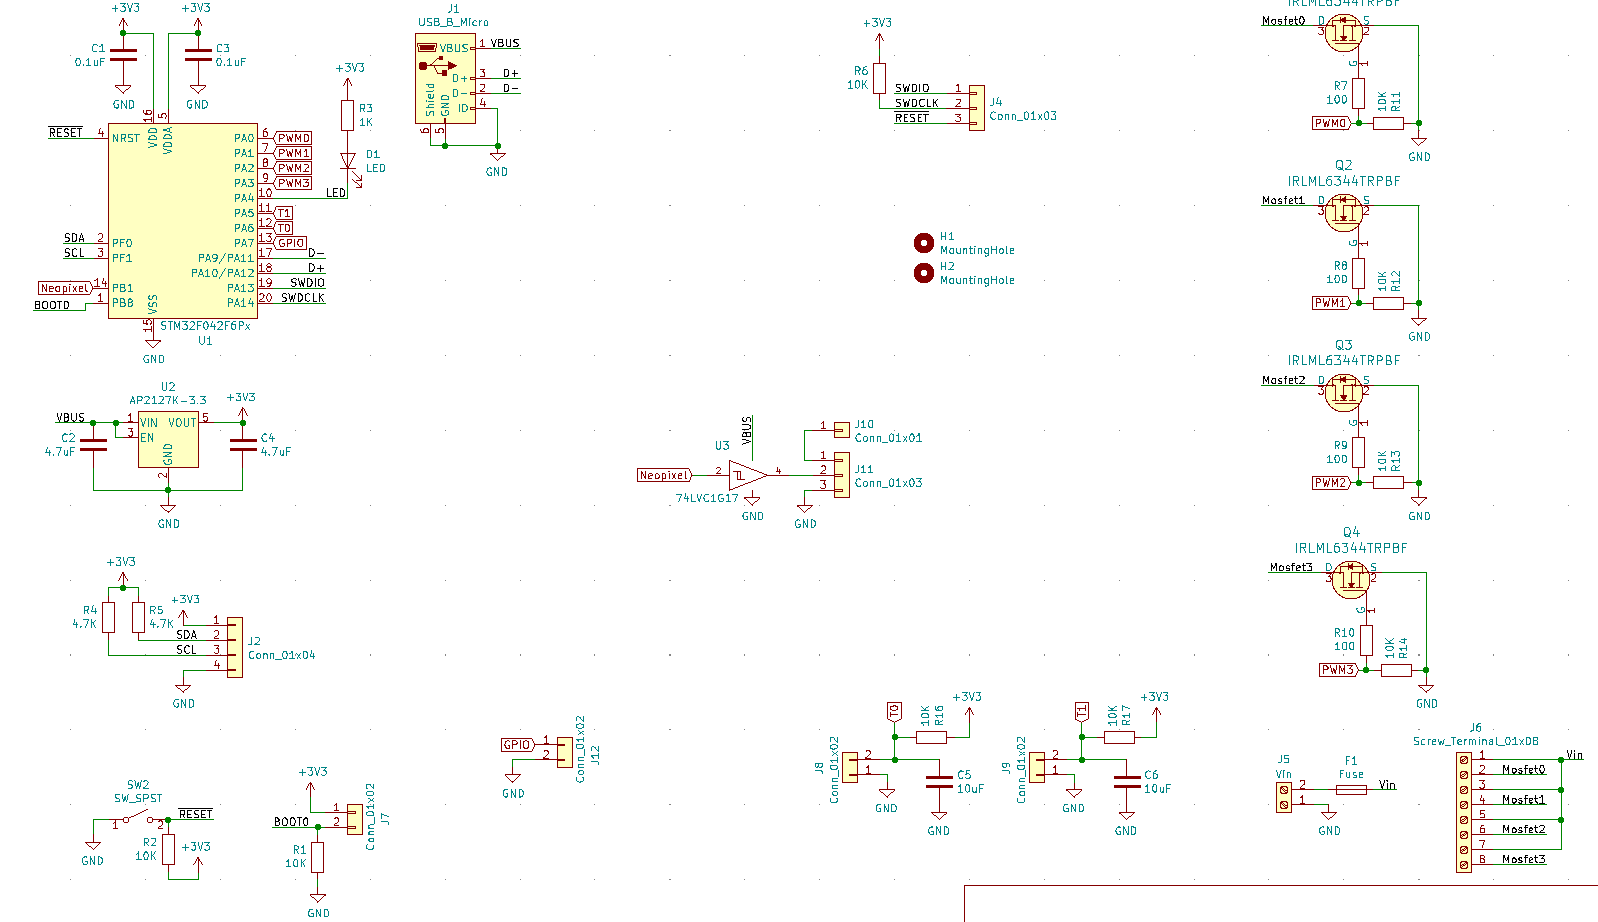 +3V3
+3V3
C1
0.1uF
C3
0.1uF
GND
GND
16
5
RESET
4
NRST
VDD
VDDA
PA0
6
PWM0
PA1
7
PWM1
PA2
8
PWM2
PA3
9
PWM3
PA4
10
LED
PA5
11
T1
PA6
12
T0
PA7
13
GPIO
SDA
2
PF0
SCL
3
PF1
PA9/PA11
17
D-
PA10/PA12
18
D+
Neopixel
14
PB1
PA13
19
SWDIO
BOOT0
1
PB8
VSS
PA14
20
SWDCLK
15
STM32F042F6Px
U1
GND
+3V3
R3
1K
D1
LED
J1
USB_B_Micro
VBUS
1
VBUS
D+
3
D+
D-
2
D-
ID
4
Shield
GND
6
5
GND
+3V3
R6
10K
SWDIO
1
SWDCLK
2
RESET
3
J4
Conn_01x03
H1
MountingHole
H2
MountingHole
IRLML6344TRPBF
Mosfet0
D
S
3
2
G
1
R7
100
10K
R11
PWM0
GND
Q2
IRLML6344TRPBF
Mosfet1
D
S
3
2
G
1
R8
100
10K
R12
PWM1
GND
Q3
IRLML6344TRPBF
Mosfet2
D
S
3
2
G
1
R9
100
10K
R13
PWM2
GND
Q4
IRLML6344TRPBF
Mosfet3
D
S
3
2
G
1
R10
100
10K
R14
PWM3
GND
U2
AP2127K-3.3
+3V3
VBUS
1
VIN
VOUT
5
3
EN
GND
2
C2
4.7uF
C4
4.7uF
GND
VBUS
U3
Neopixel
2
4
74LVC1G17
GND
1
J10
Conn_01x01
1
2
3
J11
Conn_01x03
GND
+3V3
R4
4.7K
R5
4.7K
+3V3
1
SDA
2
SCL
3
4
J2
Conn_01x04
GND
GPIO
1
2
Conn_01x02
J12
GND
T0
10K
R16
+3V3
J8
Conn_01x02
2
1
C5
10uF
GND
GND
T1
10K
R17
+3V3
J9
Conn_01x02
2
1
C6
10uF
GND
GND
J5
Vin
2
1
F1
Fuse
Vin
GND
J6
Screw_Terminal_01x08
1
Vin
2
Mosfet0
3
4
Mosfet1
5
6
Mosfet2
7
8
Mosfet3
SW2
SW_SPST
1
2
RESET
GND
R2
10K
+3V3
+3V3
1
BOOT0
2
Conn_01x02
J7
R1
10K
GND